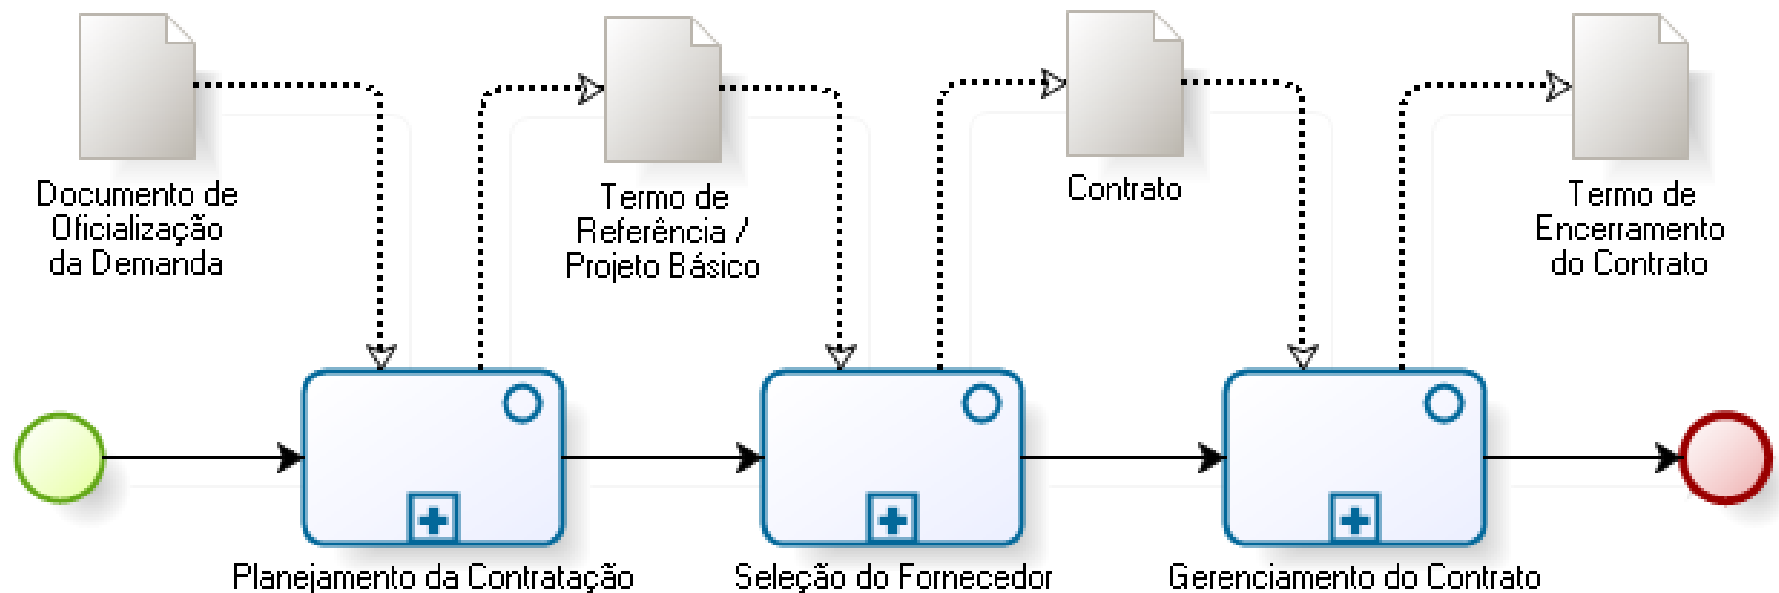 Documento de
Oficialização
da Demanda
Termo de
Referência /
Projeto Básico
Contrato
Termo de
Encerramento
do Contrato
Planejamento da Contratação
Seleção do Fornecedor
Gerenciamento do Contrato